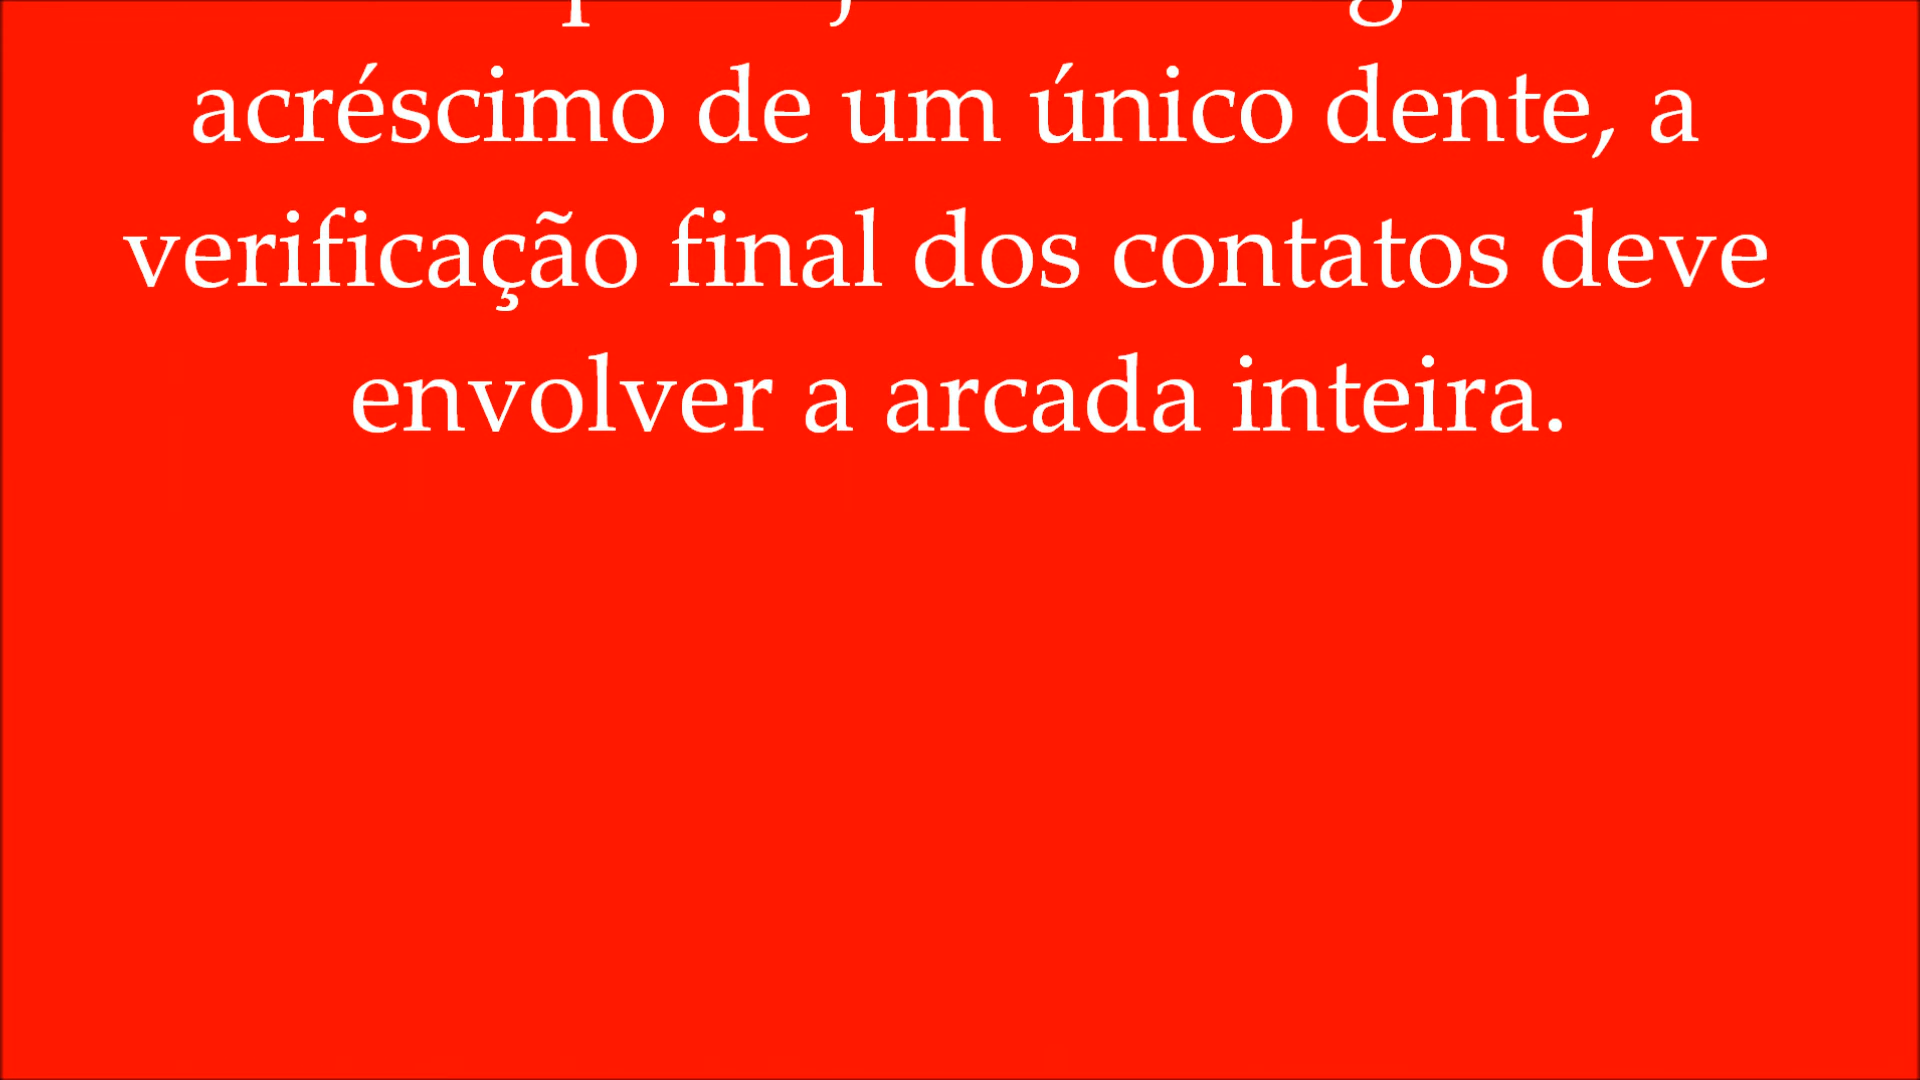 acréscimo de um único dente, a
verificação final dos contatos deve
envolver a arcada inteira.